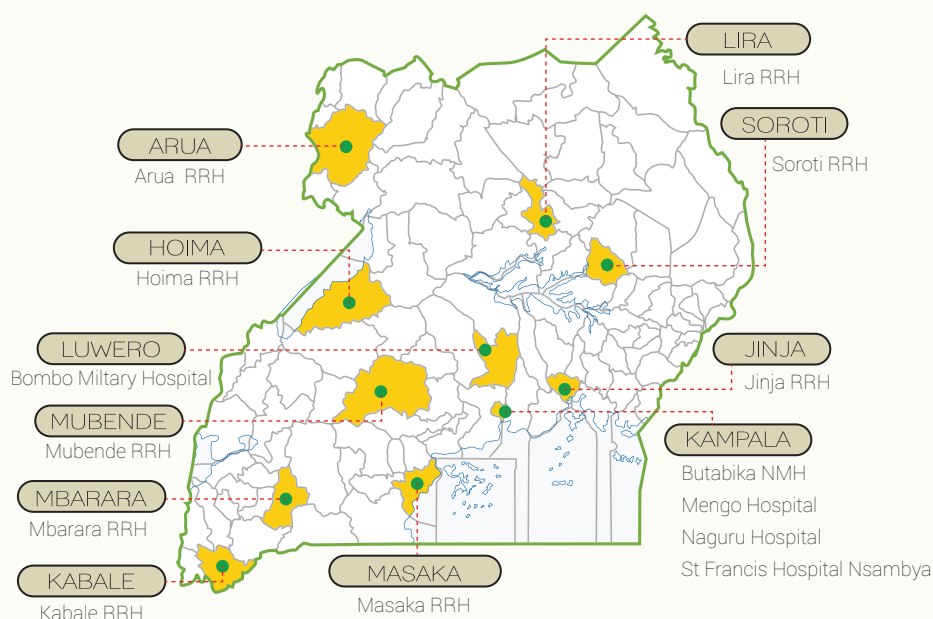 LIRA
Lira RRH
SOROTI
Soroti RRH
ARUA
Arua RRH
HOIMA
Hoima RRH
LUWERO
Bombo Miltary Hospital
JINJA
Jinja RRH
MUBENDE
Mubende RRH
KAMPALA
Butabika NMH
Mengo Hospital
Naguru Hospital
St Francis Hospital Nsambya
MBARARA
Mbarara RRH
KABALE
Kabale RRH
MASAKA
Masaka RRH